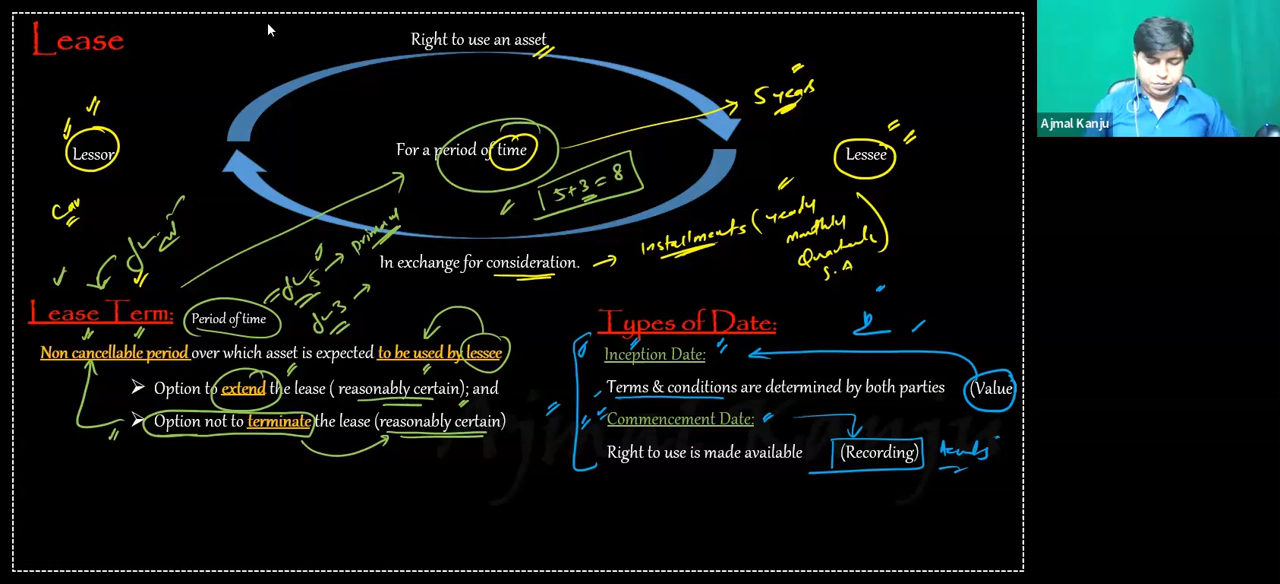 Lease
Right to use an asset
5 years
Lessor
For a period of time
Lessee
5+3=8
Car
yearly
Installments (
monthly
S.A
primary
In exchange for consideration.
Lease Term:
Period of time
Types of Date:
Non cancellable period over which asset is expected to be used by lessee
Inception Date:
➢ Option to extend the lease ( reasonably certain); and
Terms & conditions are determined by both parties (Value
➢ Option not to terminate the lease (reasonably certain)
Commencement Date:
Right to use is made available (Recording)
Ajmal Kanju
Ajmal Kanju